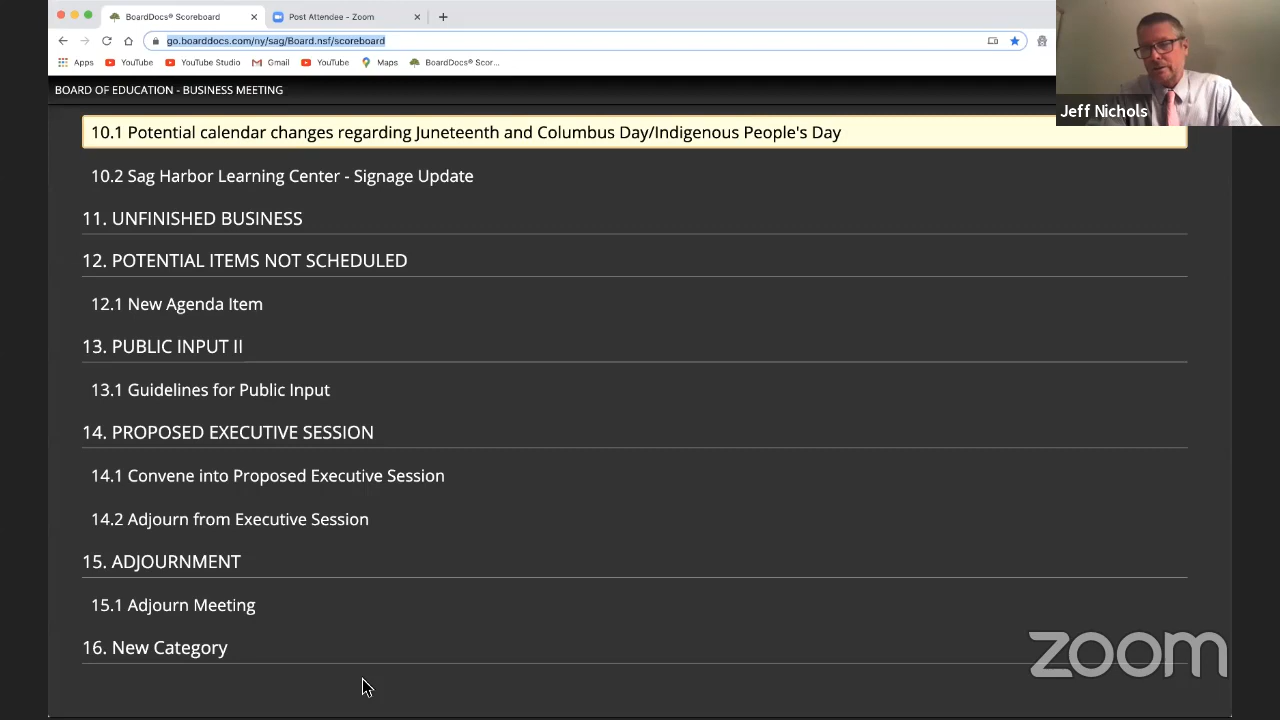 BoardDocs® Scoreboard
Post Attendee - Zoom
go.boarddocs.com/ny/sag/Board.nsf/scoreboard
Apps YouTube YouTube Studio Gmail YouTube Maps BoardDocs® Scor...
BOARD OF EDUCATION - BUSINESS MEETING
Jeff Nichols
10.1 Potential calendar changes regarding Juneteenth and Columbus Day/Indigenous People's Day
10.2 Sag Harbor Learning Center - Signage Update
11. UNFINISHED BUSINESS
12. POTENTIAL ITEMS NOT SCHEDULED
12.1 New Agenda Item
13. PUBLIC INPUT II
13.1 Guidelines for Public Input
14. PROPOSED EXECUTIVE SESSION
14.1 Convene into Proposed Executive Session
14.2 Adjourn from Executive Session
15. ADJOURNMENT
15.1 Adjourn Meeting
16. New Category
zoom